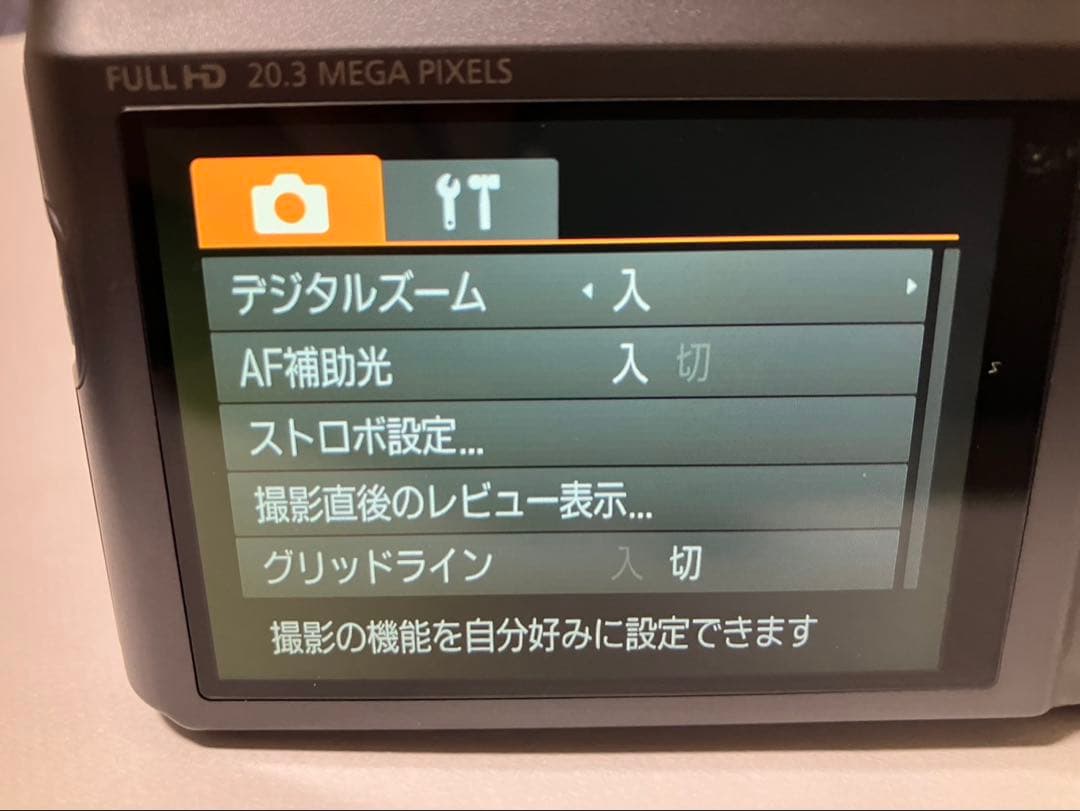 FULL HD 20.3 MEGA PIXELS
デジタルズーム 入
AF補助光 入 切
ストロボ設定...
撮影直後のレビュー表示...
グリッドライン 入 切
撮影の機能を自分好みに設定できます